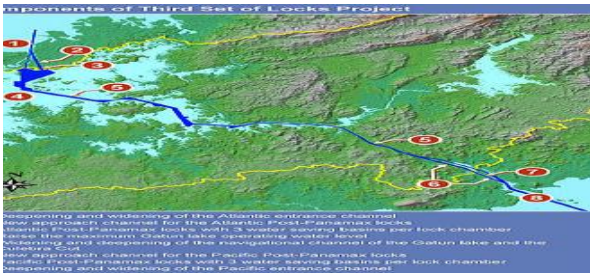 mponents of Third Set of Locks Project
1
2
3
4
5
5
6
7
8
Deepening and widening of the Atlantic entrance channel
New approach channel for the Atlantic Post-Panamax locks
Atlantic Post-Panamax locks with 3 water saving basins per lock chamber
Raise the maximum Gatun lake operating water level
Widening and deepening of the navigational channel of the Gatun lake and the
Culebra Cut
New approach channel for the Pacific Post-Panamax locks
Pacific Post-Panamax locks with 3 water saving basins per lock chamber
Deepening and widening of the Pacific entrance channel